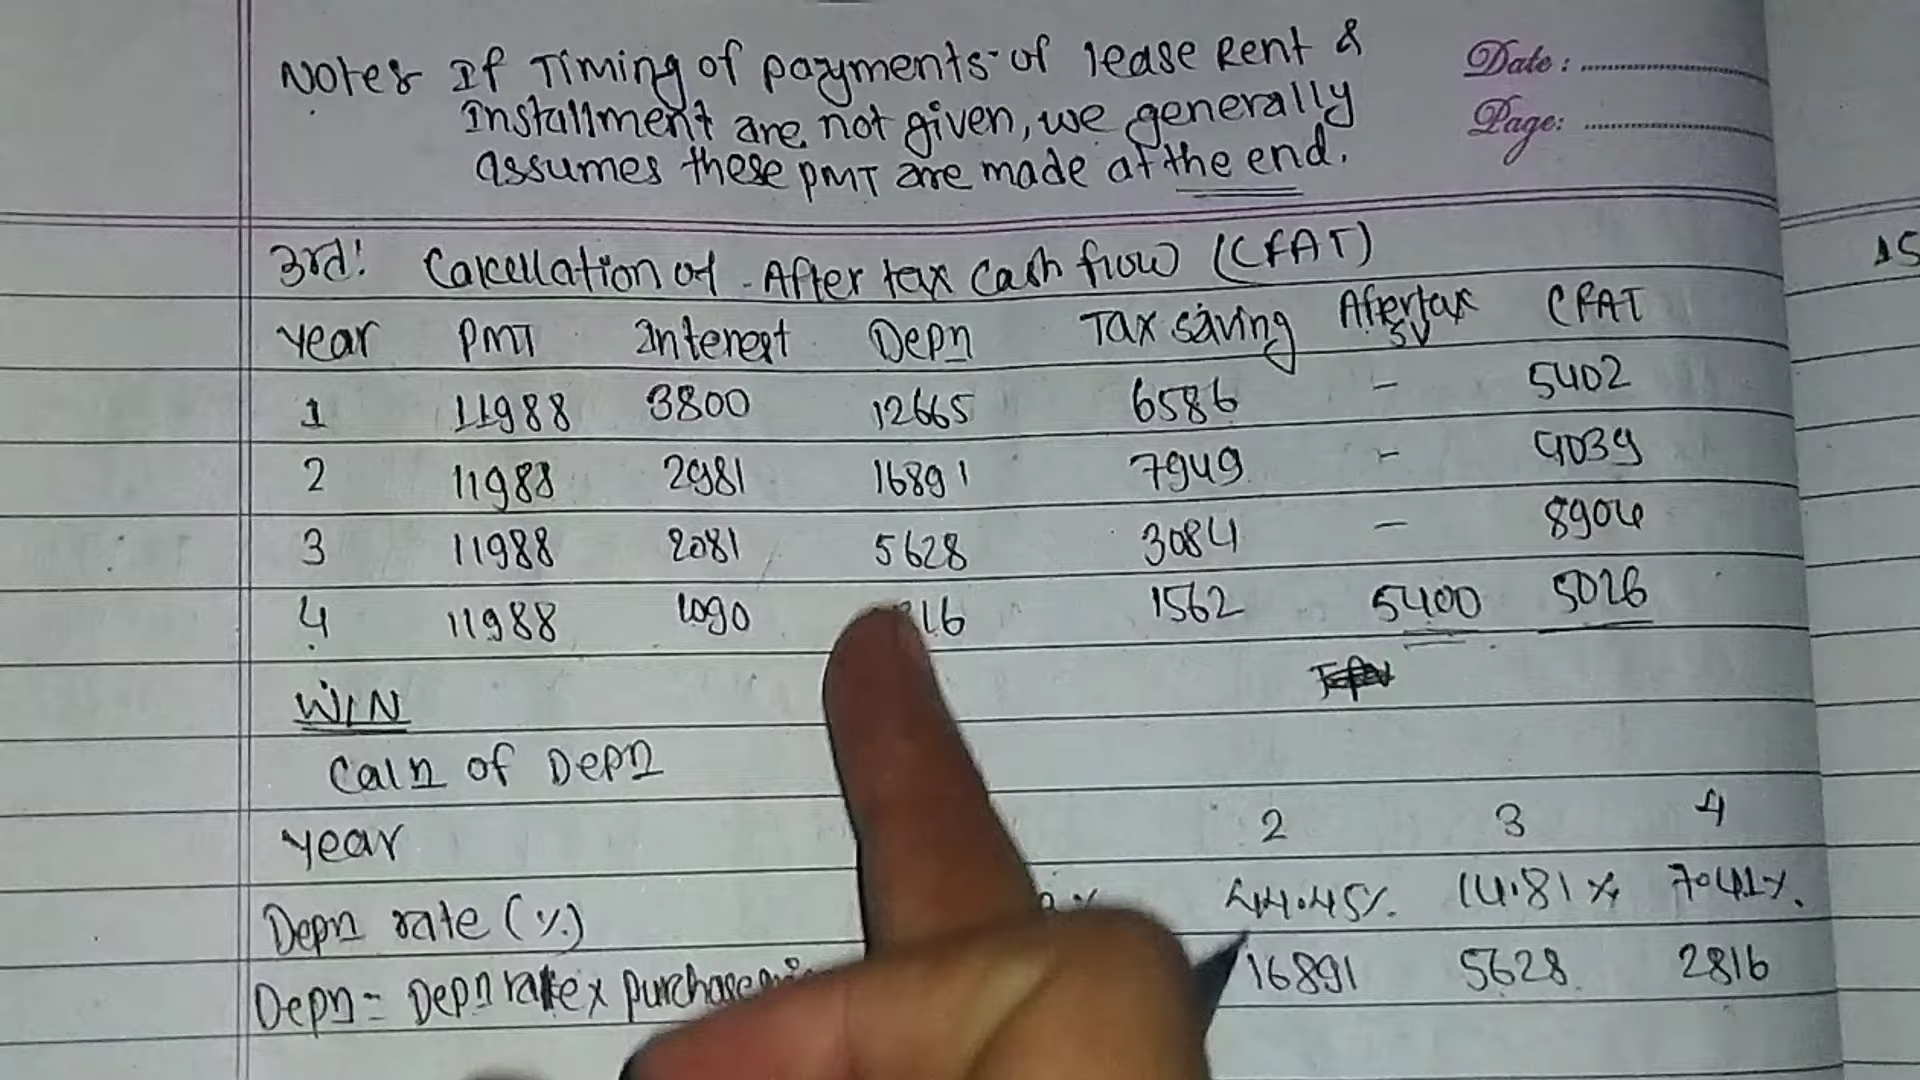 Notes If Timing of payments of lease Rent &
Installment are not given, we generally
assumes these PMT are made at the end.
Date:
Page:
3rd: Calcellation of After tax Cash flow (CFAT)
Year PMT Interest Depn Tax saving Aftertax SV CFAT
1 11988 3800 12665 6586 - 5402
2 11988 2981 16891 7949 - 4039
3 11988 2081 5628 3084 - 8904
4 11988 1090 16 1562 5400 5026
W/N
Caln of Depn
Year 2 3 4
Depn rate (%) 44.45% 14.81% 7.41%.
Depn = Depn rate x purchase 16891 5628 2816